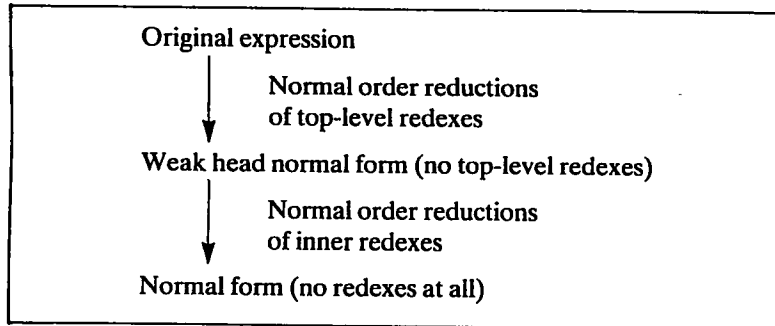 Original expression
Normal order reductions
of top-level redexes
Weak head normal form (no top-level redexes)
Normal order reductions
of inner redexes
Normal form (no redexes at all)